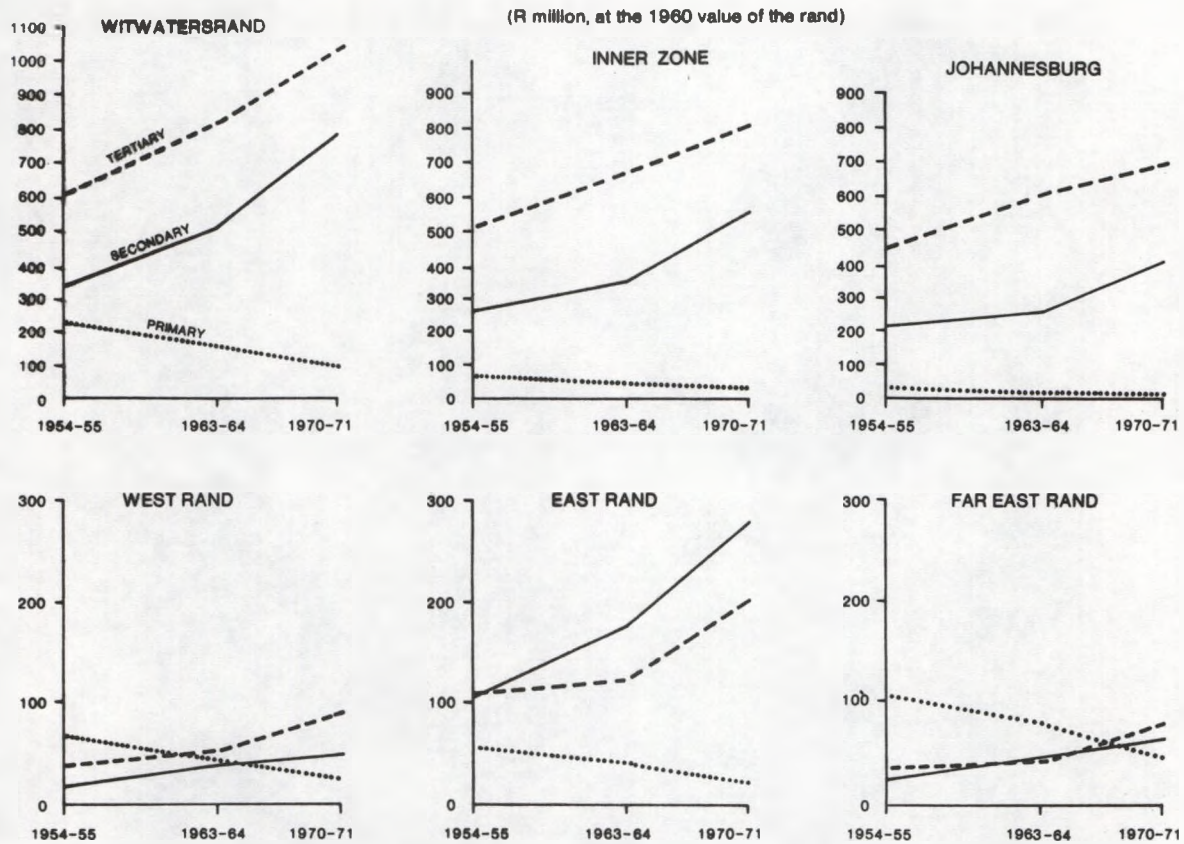 (R million, at the 1960 value of the rand)
WITWATERSRAND
1100
1000
900
800
700
600
500
400
300
200
100
0
TERTIARY
SECONDARY
PRIMARY
1954-55 1963-64 1970-71
INNER ZONE
900
800
700
600
500
400
300
200
100
0
1954-55 1963-64 1970-71
JOHANNESBURG
900
800
700
600
500
400
300
200
100
0
1954-55 1963-64 1970-71
WEST RAND
300
200
100
0
1954-55 1963-64 1970-71
EAST RAND
300
200
100
0
1954-55 1963-64 1970-71
FAR EAST RAND
300
200
100
0
1954-55 1963-64 1970-71